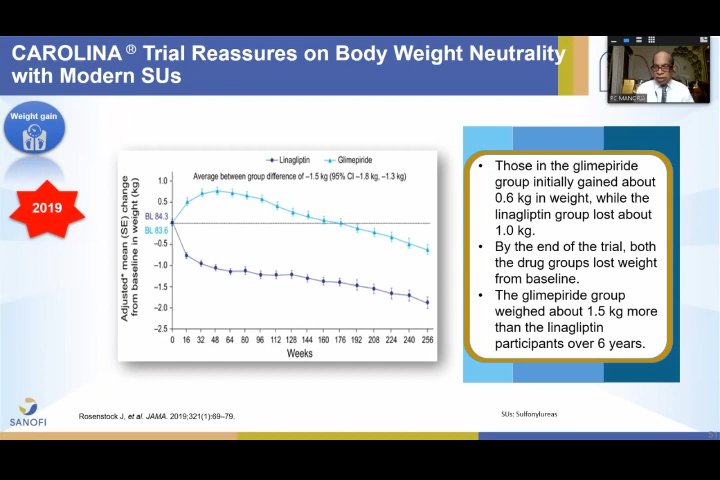 CAROLINA ® Trial Reassures on Body Weight Neutrality
with Modern SUs
Weight gain
2019
Linagliptin Glimepiride
Average between group difference of –1.5 kg (95% CI –1.8 kg, –1.3 kg)
Adjusted* mean (SE) change
from baseline in weight (kg)
1.0
0.5
BL 84.3
0.0
BL 83.6
–0.5
–1.0
–1.5
–2.0
–2.5
0 16 32 48 64 80 96 112 128 144 160 176 192 208 224 240 256
Weeks
• Those in the glimepiride
group initially gained about
0.6 kg in weight, while the
linagliptin group lost about
1.0 kg.
• By the end of the trial, both
the drug groups lost weight
from baseline.
• The glimepiride group
weighed about 1.5 kg more
than the linagliptin
participants over 6 years.
SANOFI
Rosenstock J, et al. JAMA. 2019;321(1):69–79.
SUs: Sulfonylureas